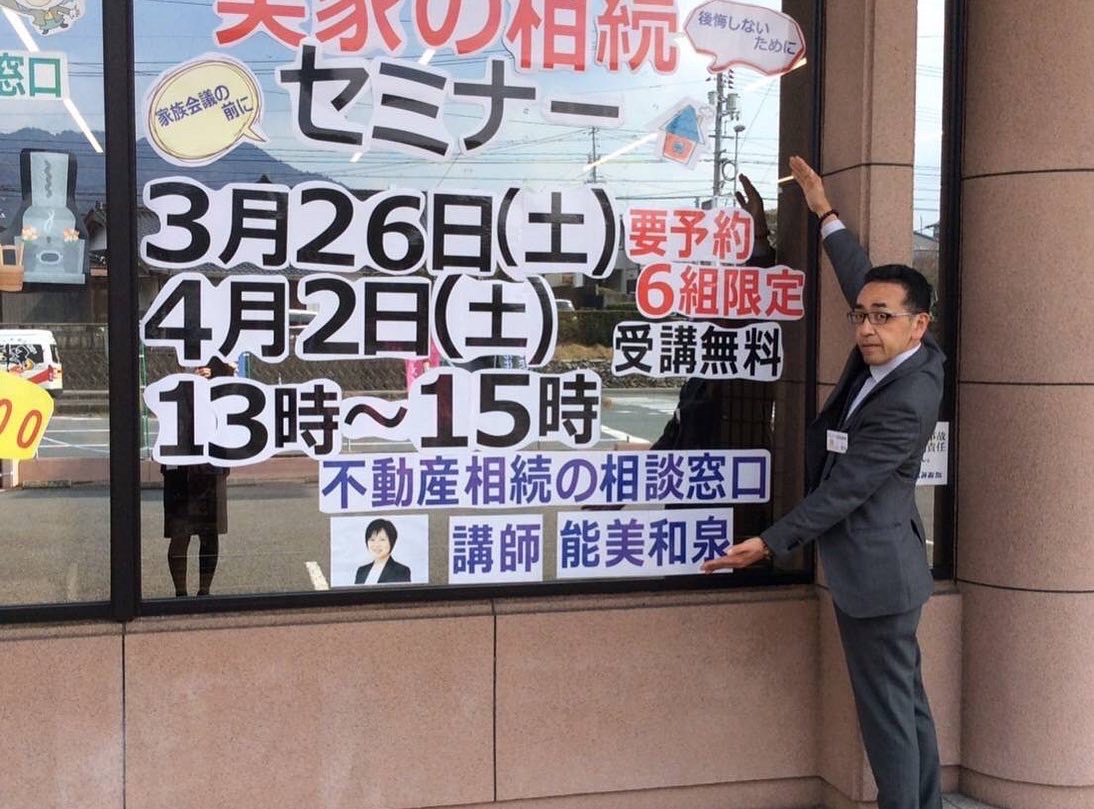 実家の相続
セミナー
後悔しない
ために
家族会議の
前に
窓口
3月26日(土)
4月2日(土)
13時～15時
要予約
6組限定
受講無料
不動産相続の相談窓口
講師 能美和泉
00